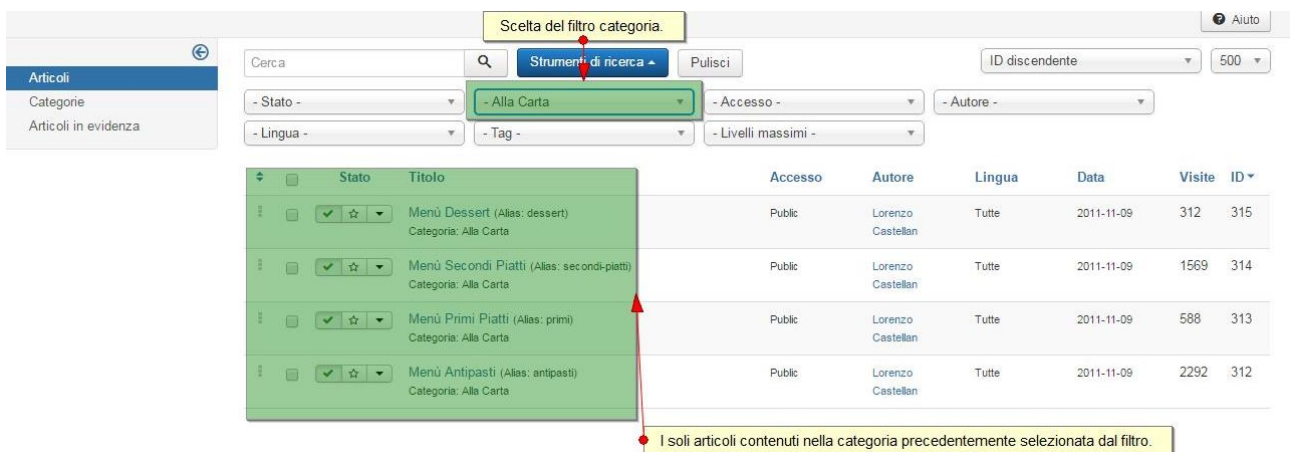 Scelta del filtro categoria.
Aiuto
Cerca
Strumenti di ricerca
Pulisci
ID discendente
500
Articoli
Categorie
Articoli in evidenza
- Stato -
- Alla Carta
- Accesso -
- Autore -
- Lingua -
- Tag -
- Livelli massimi -
Stato Titolo Accesso Autore Lingua Data Visite ID
Menù Dessert (Alias: dessert) Public Lorenzo Tutte 2011-11-09 312 315
Categoria: Alla Carta Castellan
Menù Secondi Piatti (Alias: secondi-piatti) Public Lorenzo Tutte 2011-11-09 1569 314
Categoria: Alla Carta Castellan
Menù Primi Piatti (Alias: primi) Public Lorenzo Tutte 2011-11-09 588 313
Categoria: Alla Carta Castellan
Menù Antipasti (Alias: antipasti) Public Lorenzo Tutte 2011-11-09 2292 312
Categoria: Alla Carta Castellan
I soli articoli contenuti nella categoria precedentemente selezionata dal filtro.